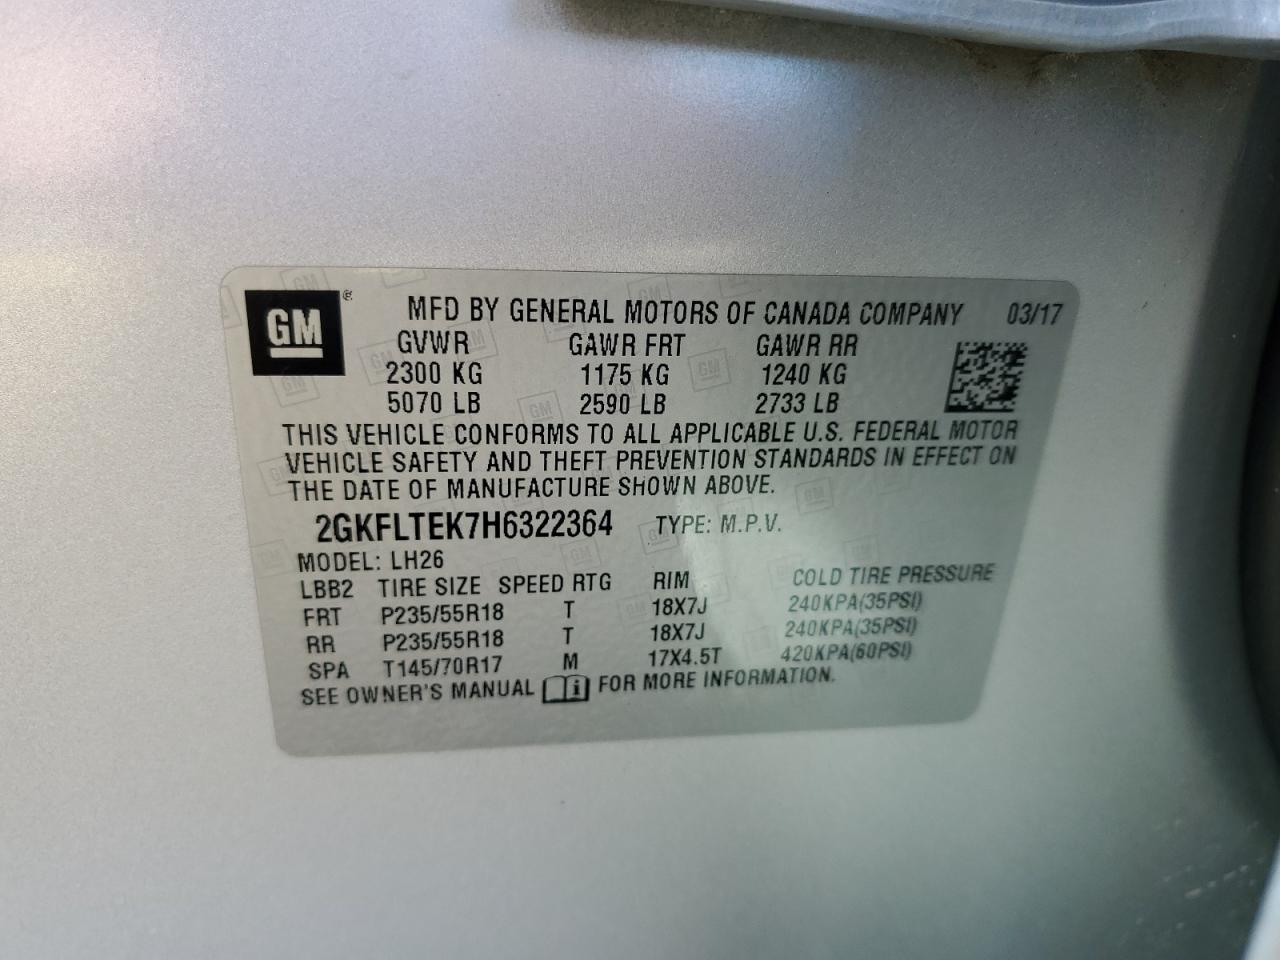 GM ® MFD BY GENERAL MOTORS OF CANADA COMPANY 03/17
GVWR GAWR FRT GAWR RR
2300 KG 1175 KG 1240 KG
5070 LB 2590 LB 2733 LB
THIS VEHICLE CONFORMS TO ALL APPLICABLE U.S. FEDERAL MOTOR
VEHICLE SAFETY AND THEFT PREVENTION STANDARDS IN EFFECT ON
THE DATE OF MANUFACTURE SHOWN ABOVE.
2GKFLTEK7H6322364 TYPE: M.P.V.
MODEL: LH26
LBB2 TIRE SIZE SPEED RTG RIM COLD TIRE PRESSURE
FRT P235/55R18 T 18X7J 240KPA(35PSI)
RR P235/55R18 T 18X7J 240KPA(35PSI)
SPA T145/70R17 M 17X4.5T 420KPA(60PSI)
SEE OWNER'S MANUAL i FOR MORE INFORMATION.